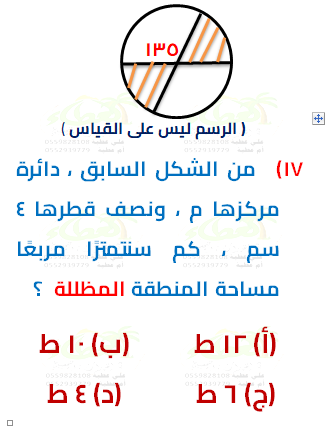 ١٣٥
( الرسم ليس على القياس )
١٧) من الشكل السابق ، دائرة
مركزها م ، ونصف قطرها ٤
سم ، كم سنتمترًا مربعًا
مساحة المنطقة المظللة ؟
(أ) ١٢ ط (ب) ١٠ ط
(ج) ٦ ط (د) ٤ ط